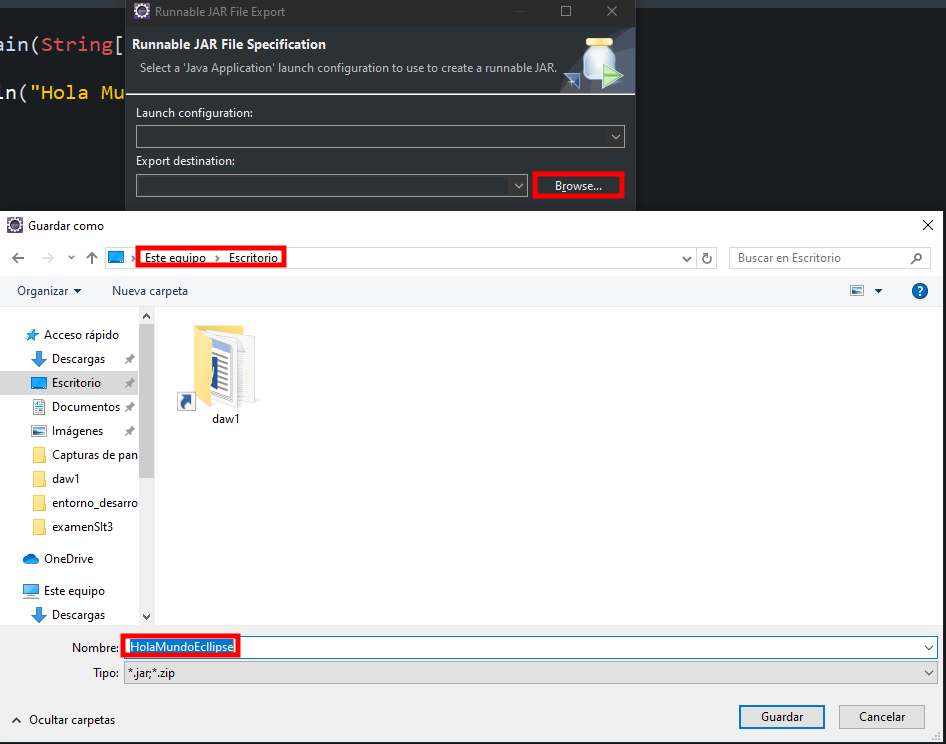 Runnable JAR File Export
ain(String[
Runnable JAR File Specification
Select a 'Java Application' launch configuration to use to create a runnable JAR.
ln("Hola Mu
Launch configuration:
Export destination:
Browse...
Guardar como
Este equipo > Escritorio
Buscar en Escritorio
Organizar
Nueva carpeta
?
Acceso rápido
Descargas
Escritorio
Documentos
Imágenes
Capturas de pan
daw1
entorno_desarro
examenSlt3
OneDrive
Este equipo
Descargas
daw1
Nombre: HolaMundoEcllipse
Tipo: *.jar;*.zip
Ocultar carpetas
Guardar
Cancelar